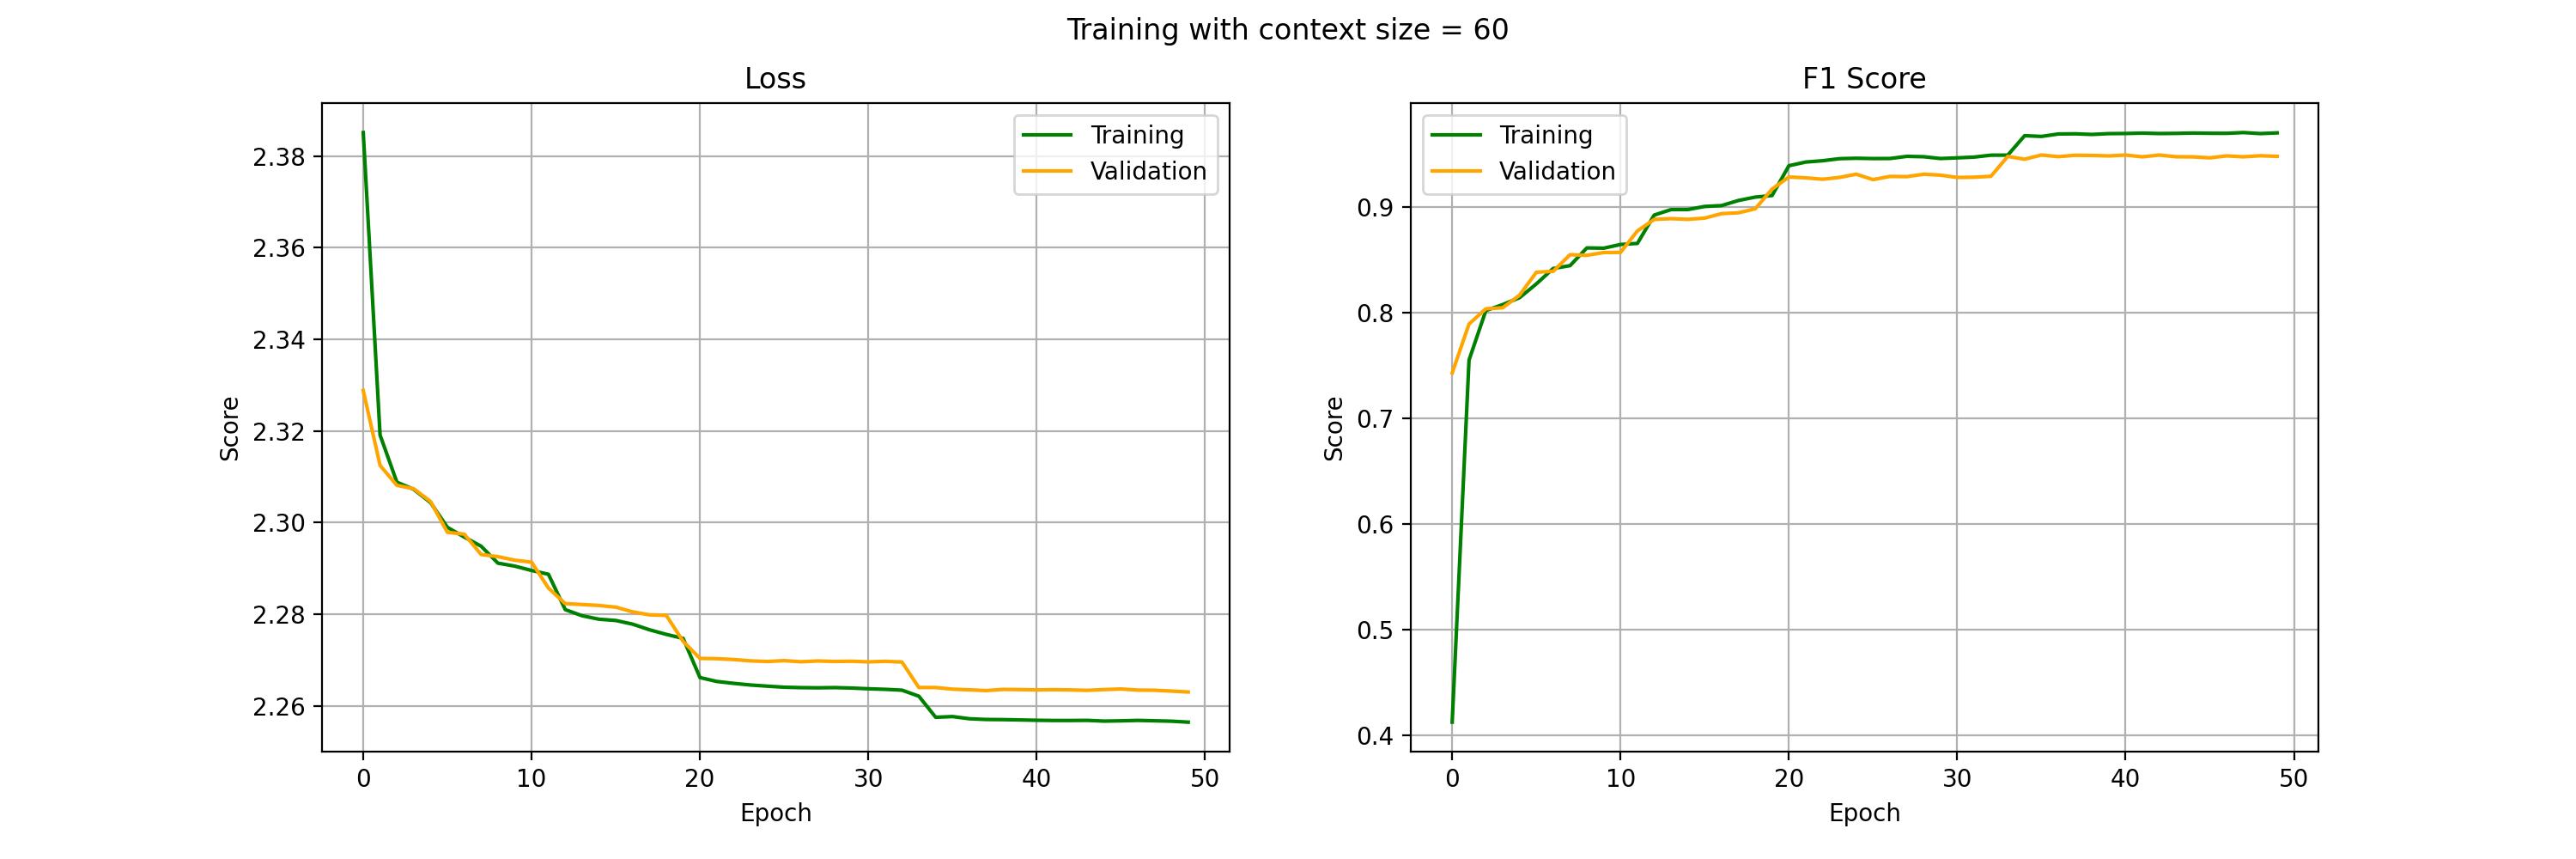 Training with context size = 60
Loss
Training
Validation
2.38
2.36
2.34
2.32
2.30
2.28
2.26
Score
0
10
20
30
40
50
Epoch
F1 Score
Training
Validation
0.9
0.8
0.7
0.6
0.5
0.4
Score
0
10
20
30
40
50
Epoch